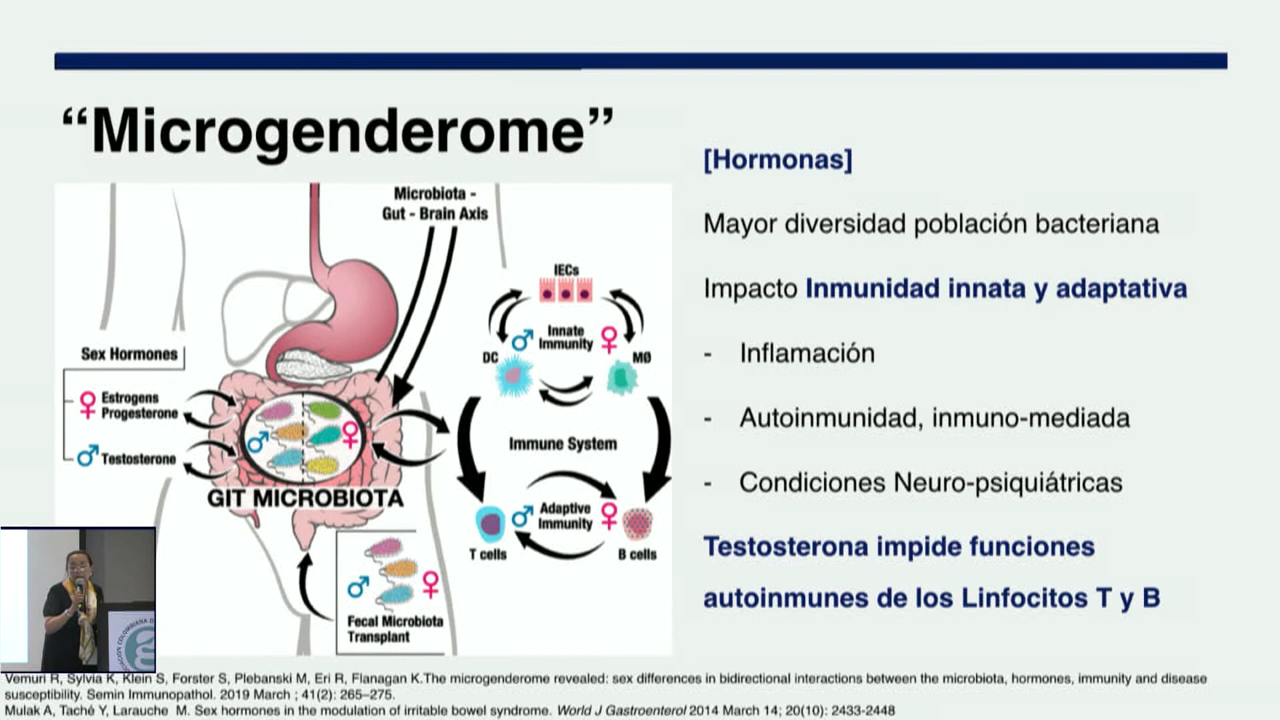 “Microgenderome”
Microbiota -
Gut - Brain Axis
IECs
Innate
Immunity
DC
MØ
Sex Hormones
Estrogens
Progesterone
Testosterone
Immune System
GIT MICROBIOTA
Adaptive
Immunity
T cells
B cells
Fecal Microbiota
Transplant
[Hormonas]
Mayor diversidad población bacteriana
Impacto Inmunidad innata y adaptativa
- Inflamación
- Autoinmunidad, inmuno-mediada
- Condiciones Neuro-psiquiátricas
Testosterona impide funciones
autoinmunes de los Linfocitos T y B
Vemuri R, Sylvia K, Klein S, Forster S, Plebanski M, Eri R, Flanagan K.The microgenderome revealed: sex differences in bidirectional interactions between the microbiota, hormones, immunity and disease
susceptibility. Semin Immunopathol. 2019 March ; 41(2): 265–275.
Mulak A, Taché Y, Larauche M. Sex hormones in the modulation of irritable bowel syndrome. World J Gastroenterol 2014 March 14; 20(10): 2433-2448